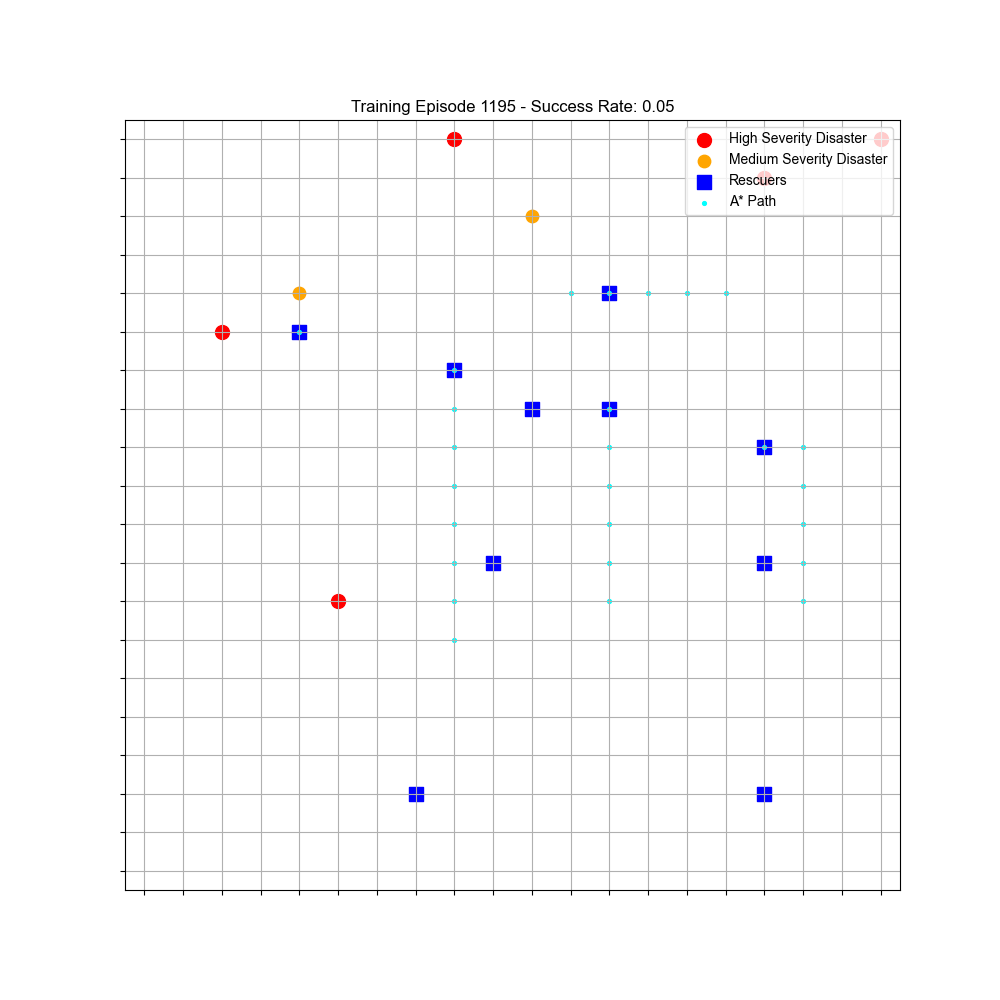 Training Episode 1195 - Success Rate: 0.05
High Severity Disaster
Medium Severity Disaster
Rescuers
A* Path